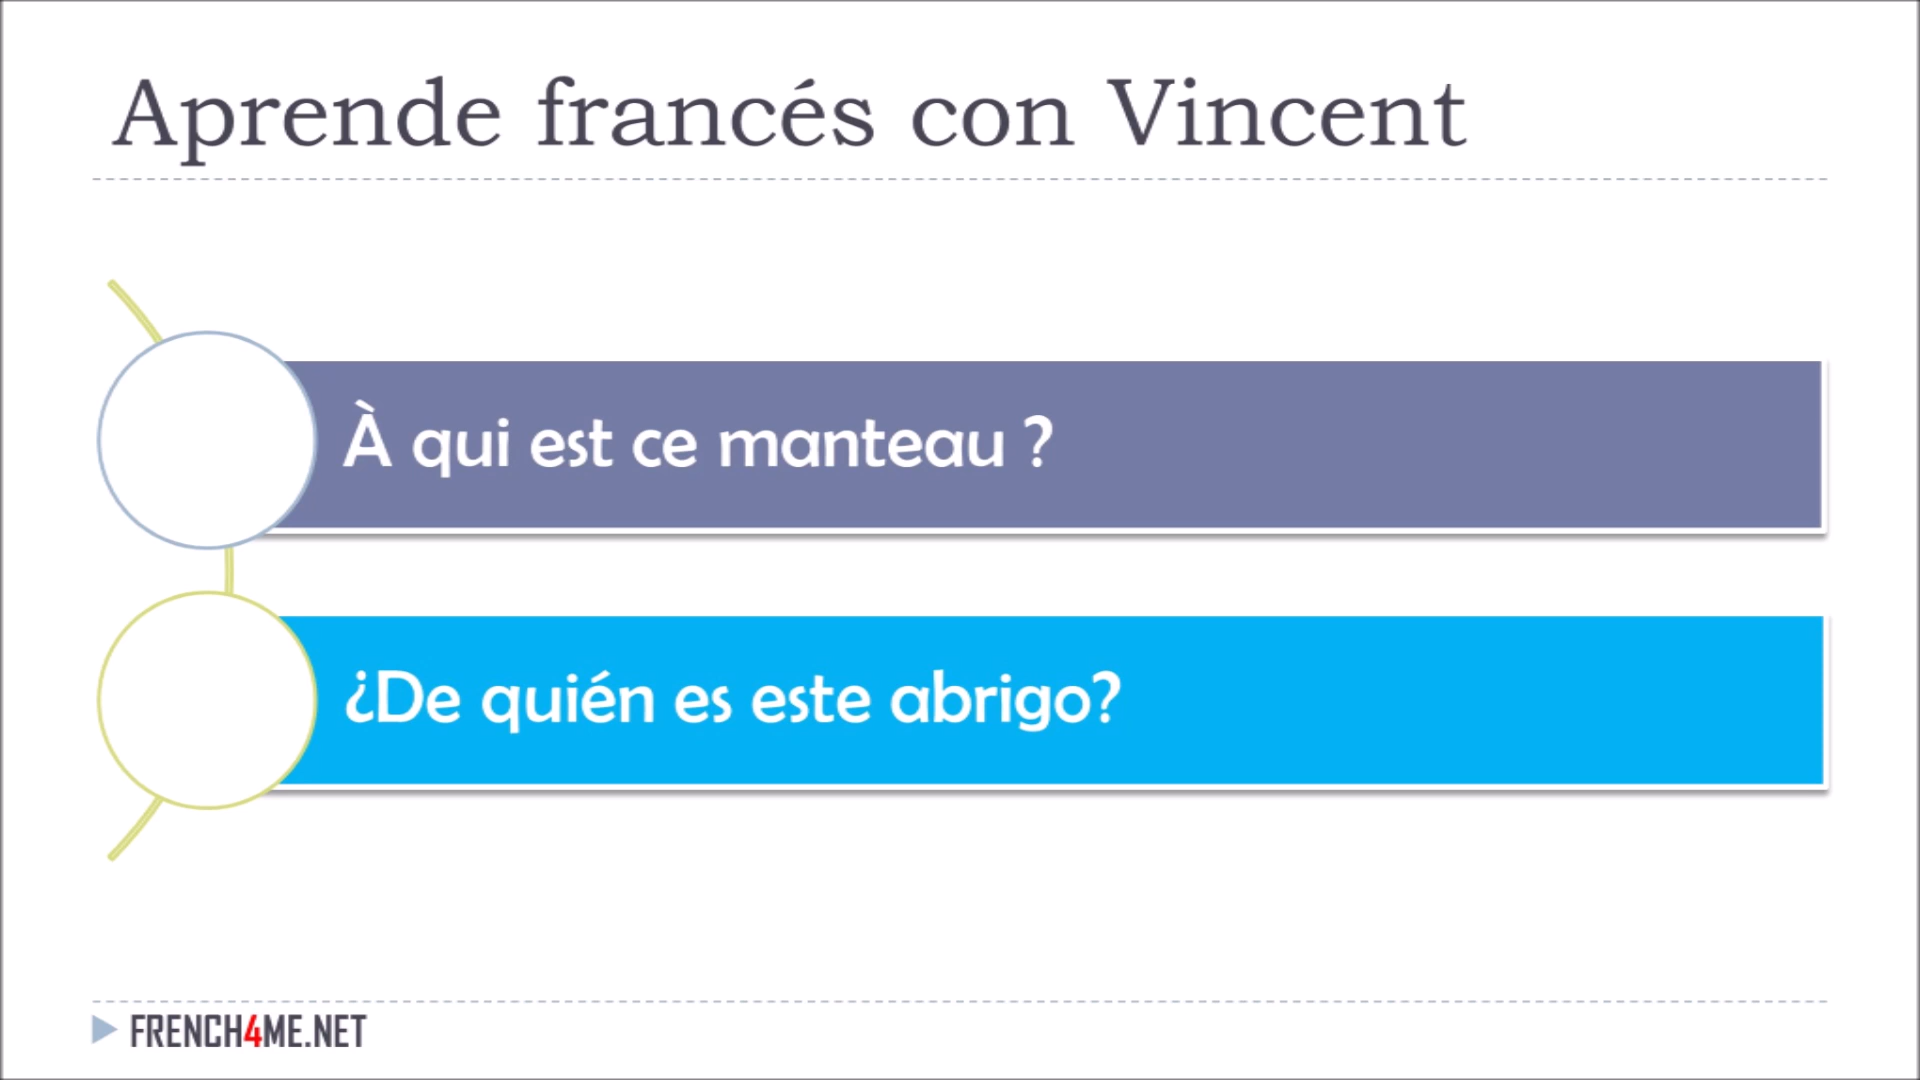 Aprende francés con Vincent
À qui est ce manteau ?
¿De quién es este abrigo?
FRENCH4ME.NET